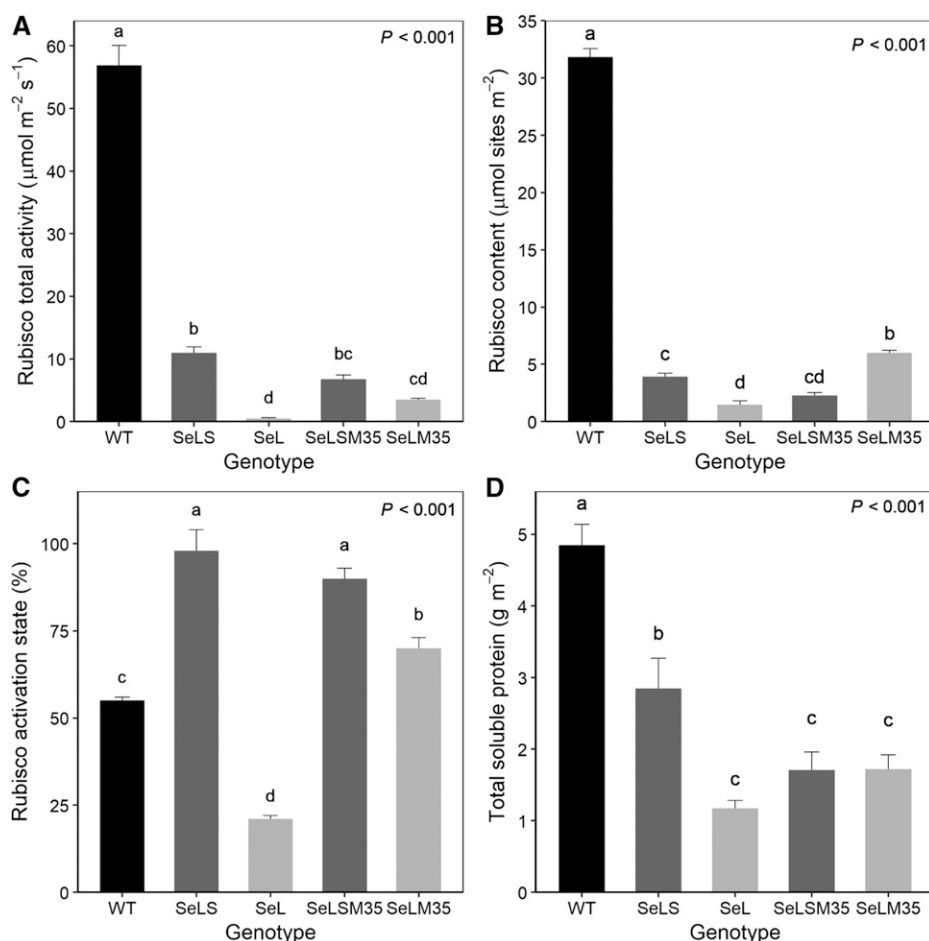 A
P < 0.001
Rubisco total activity (μmol m⁻² s⁻¹)
60
50
40
30
20
10
0
a
b
d
bc
cd
WT SeLS SeL SeLSM35 SeLM35
Genotype
B
P < 0.001
Rubisco content (μmol sites m⁻²)
35
30
25
20
15
10
5
0
a
c
d
cd
b
WT SeLS SeL SeLSM35 SeLM35
Genotype
C
P < 0.001
Rubisco activation state (%)
100
75
50
25
0
c
a
d
a
b
WT SeLS SeL SeLSM35 SeLM35
Genotype
D
P < 0.001
Total soluble protein (g m⁻²)
5
4
3
2
1
0
a
b
c
c
c
WT SeLS SeL SeLSM35 SeLM35
Genotype